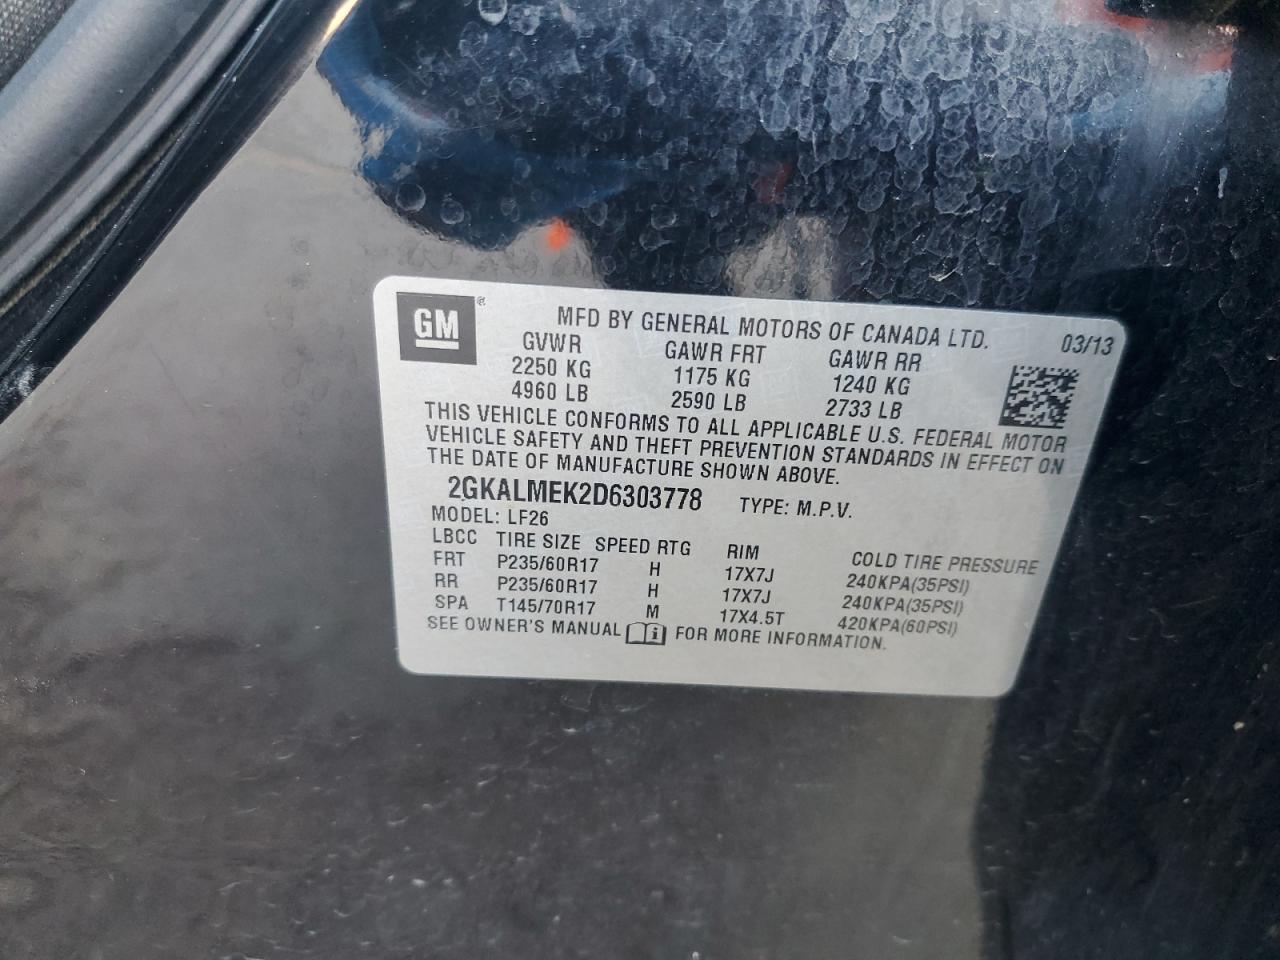 GM®
MFD BY GENERAL MOTORS OF CANADA LTD. 03/13
GVWR GAWR FRT GAWR RR
2250 KG 1175 KG 1240 KG
4960 LB 2590 LB 2733 LB
THIS VEHICLE CONFORMS TO ALL APPLICABLE U.S. FEDERAL MOTOR
VEHICLE SAFETY AND THEFT PREVENTION STANDARDS IN EFFECT ON
THE DATE OF MANUFACTURE SHOWN ABOVE.
2GKALMEK2D6303778 TYPE: M.P.V.
MODEL: LF26
LBCC TIRE SIZE SPEED RTG RIM COLD TIRE PRESSURE
FRT P235/60R17 H 17X7J 240KPA(35PSI)
RR P235/60R17 H 17X7J 240KPA(35PSI)
SPA T145/70R17 M 17X4.5T 420KPA(60PSI)
SEE OWNER'S MANUAL i FOR MORE INFORMATION.